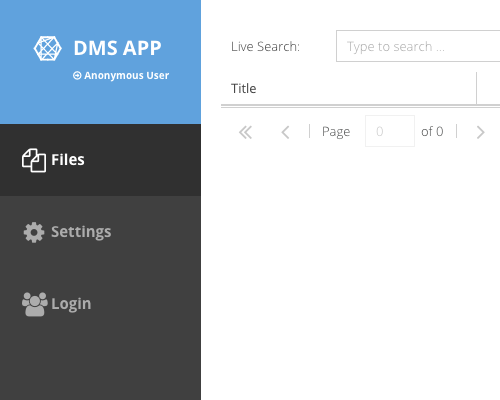 DMS APP
Anonymous User
Files
Settings
Login
Live Search: Type to search ...
Title
Page 0 of 0